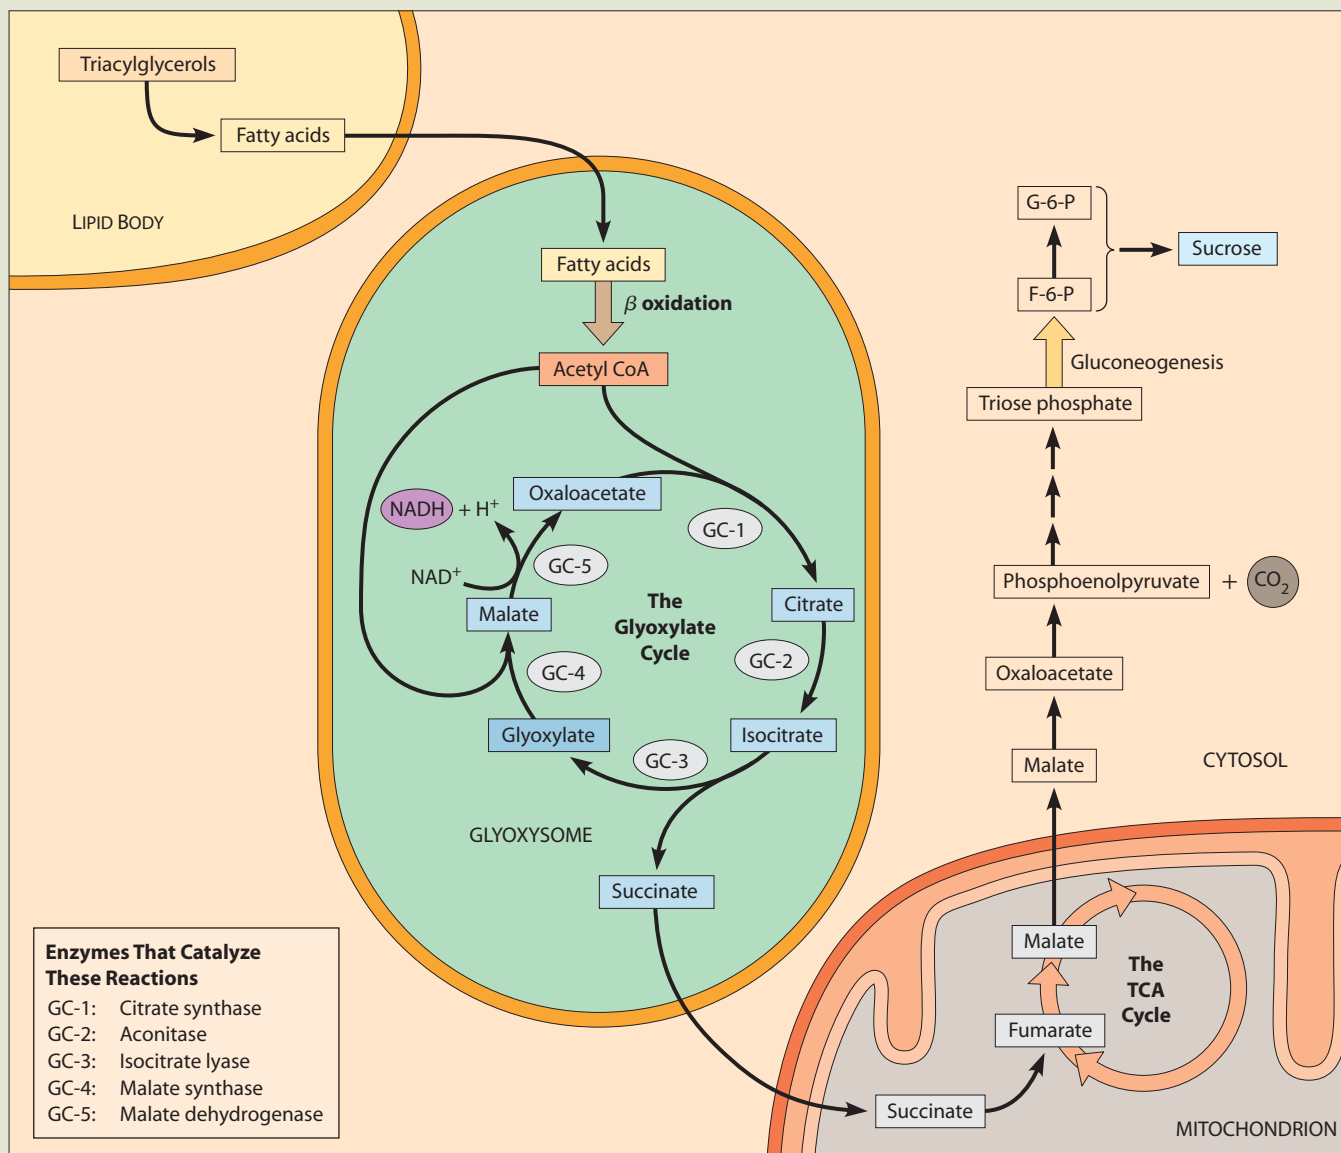 Triacylglycerols
Fatty acids
LIPID BODY
Fatty acids
β oxidation
Acetyl CoA
Oxaloacetate
NADH + H⁺
NAD⁺
GC-1
GC-5
Malate
The
Glyoxylate
Cycle
Citrate
GC-2
GC-4
Glyoxylate
Isocitrate
GC-3
GLYOXYSOME
Succinate
G-6-P
F-6-P
Sucrose
Gluconeogenesis
Triose phosphate
Phosphoenolpyruvate + CO₂
Oxaloacetate
Malate
CYTOSOL
Malate
The
TCA
Cycle
Fumarate
Succinate
MITOCHONDRION
Enzymes That Catalyze
These Reactions
GC-1: Citrate synthase
GC-2: Aconitase
GC-3: Isocitrate lyase
GC-4: Malate synthase
GC-5: Malate dehydrogenase